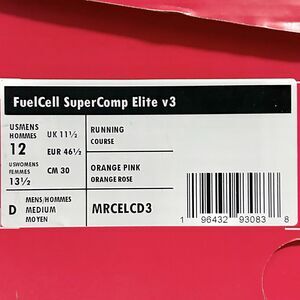 FuelCell SuperComp Elite v3
USMENS
HOMMES
12
USWOMENS
FEMMES
13½
UK 11½
EUR 46½
CM 30
RUNNING
COURSE
ORANGE PINK
ORANGE ROSE
D
MENS/HOMMES
MEDIUM
MOYEN
MRCELCD3
1 96432 93083 8